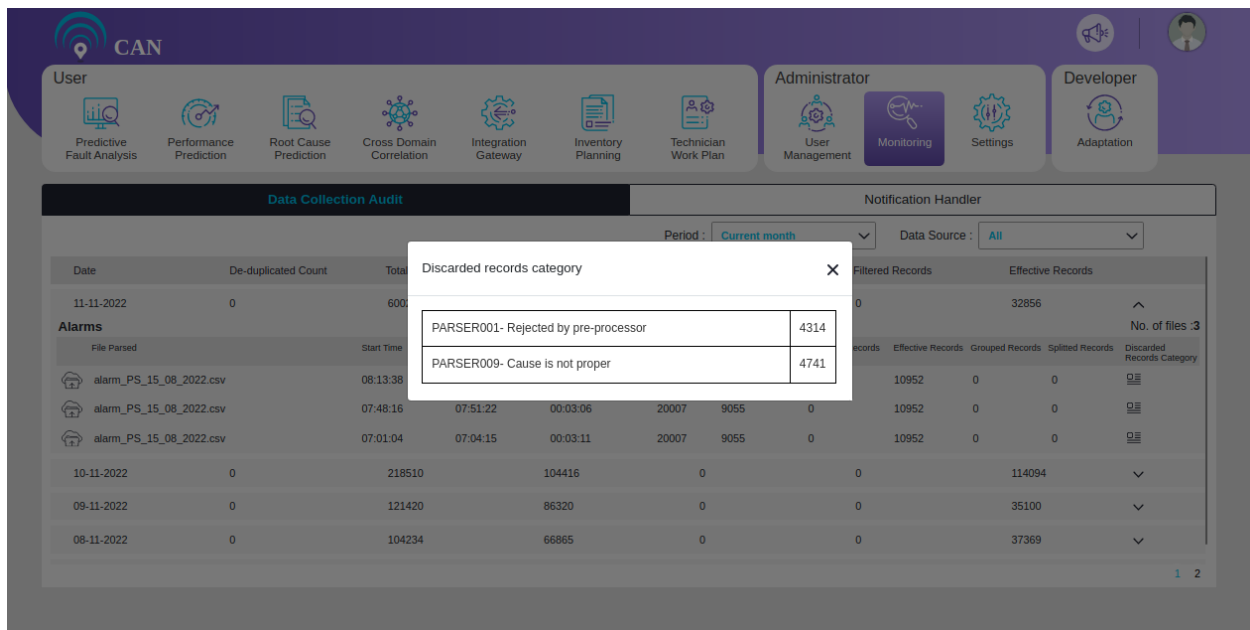 CAN
User
Administrator
Developer
Predictive
Fault Analysis
Performance
Prediction
Root Cause
Prediction
Cross Domain
Correlation
Integration
Gateway
Inventory
Planning
Technician
Work Plan
User
Management
Monitoring
Settings
Adaptation
Data Collection Audit
Notification Handler
Period : Current month Data Source : All
Discarded records category
PARSER001- Rejected by pre-processor 4314
PARSER009- Cause is not proper 4741
Date De-duplicated Count Total Filtered Records Effective Records
11-11-2022 0 0 32856
Alarms No. of files :3
File Parsed Start Time Effective Records Grouped Records Splitted Records Discarded
Records Category
alarm_PS_15_08_2022.csv 08:13:38 10952 0 0
alarm_PS_15_08_2022.csv 07:48:16 07:51:22 00:03:06 20007 9055 0 10952 0 0
alarm_PS_15_08_2022.csv 07:01:04 07:04:15 00:03:11 20007 9055 0 10952 0 0
10-11-2022 0 218510 104416 0 0 114094
09-11-2022 0 121420 86320 0 0 35100
08-11-2022 0 104234 66865 0 0 37369
1 2